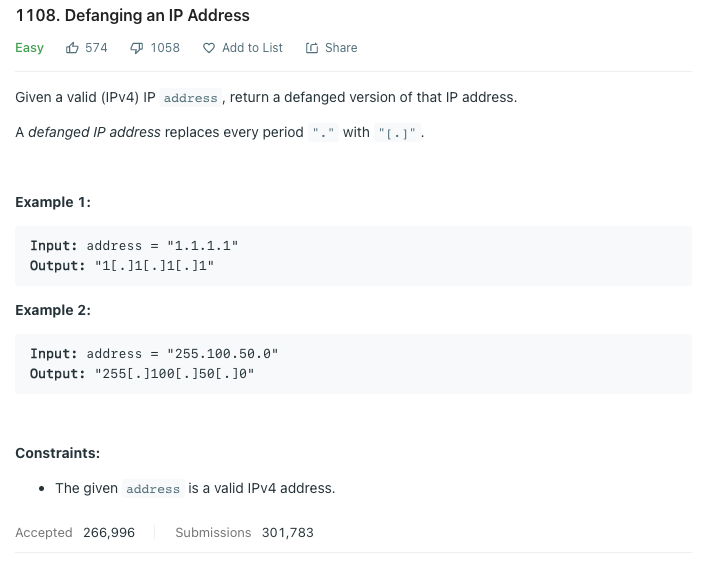 1108. Defanging an IP Address
Easy 574 1058 Add to List Share
Given a valid (IPv4) IP address, return a defanged version of that IP address.
A defanged IP address replaces every period "." with "[.]".
Example 1:
Input: address = "1.1.1.1"
Output: "1[.]1[.]1[.]1"
Example 2:
Input: address = "255.100.50.0"
Output: "255[.]100[.]50[.]0"
Constraints:
• The given address is a valid IPv4 address.
Accepted 266,996 Submissions 301,783